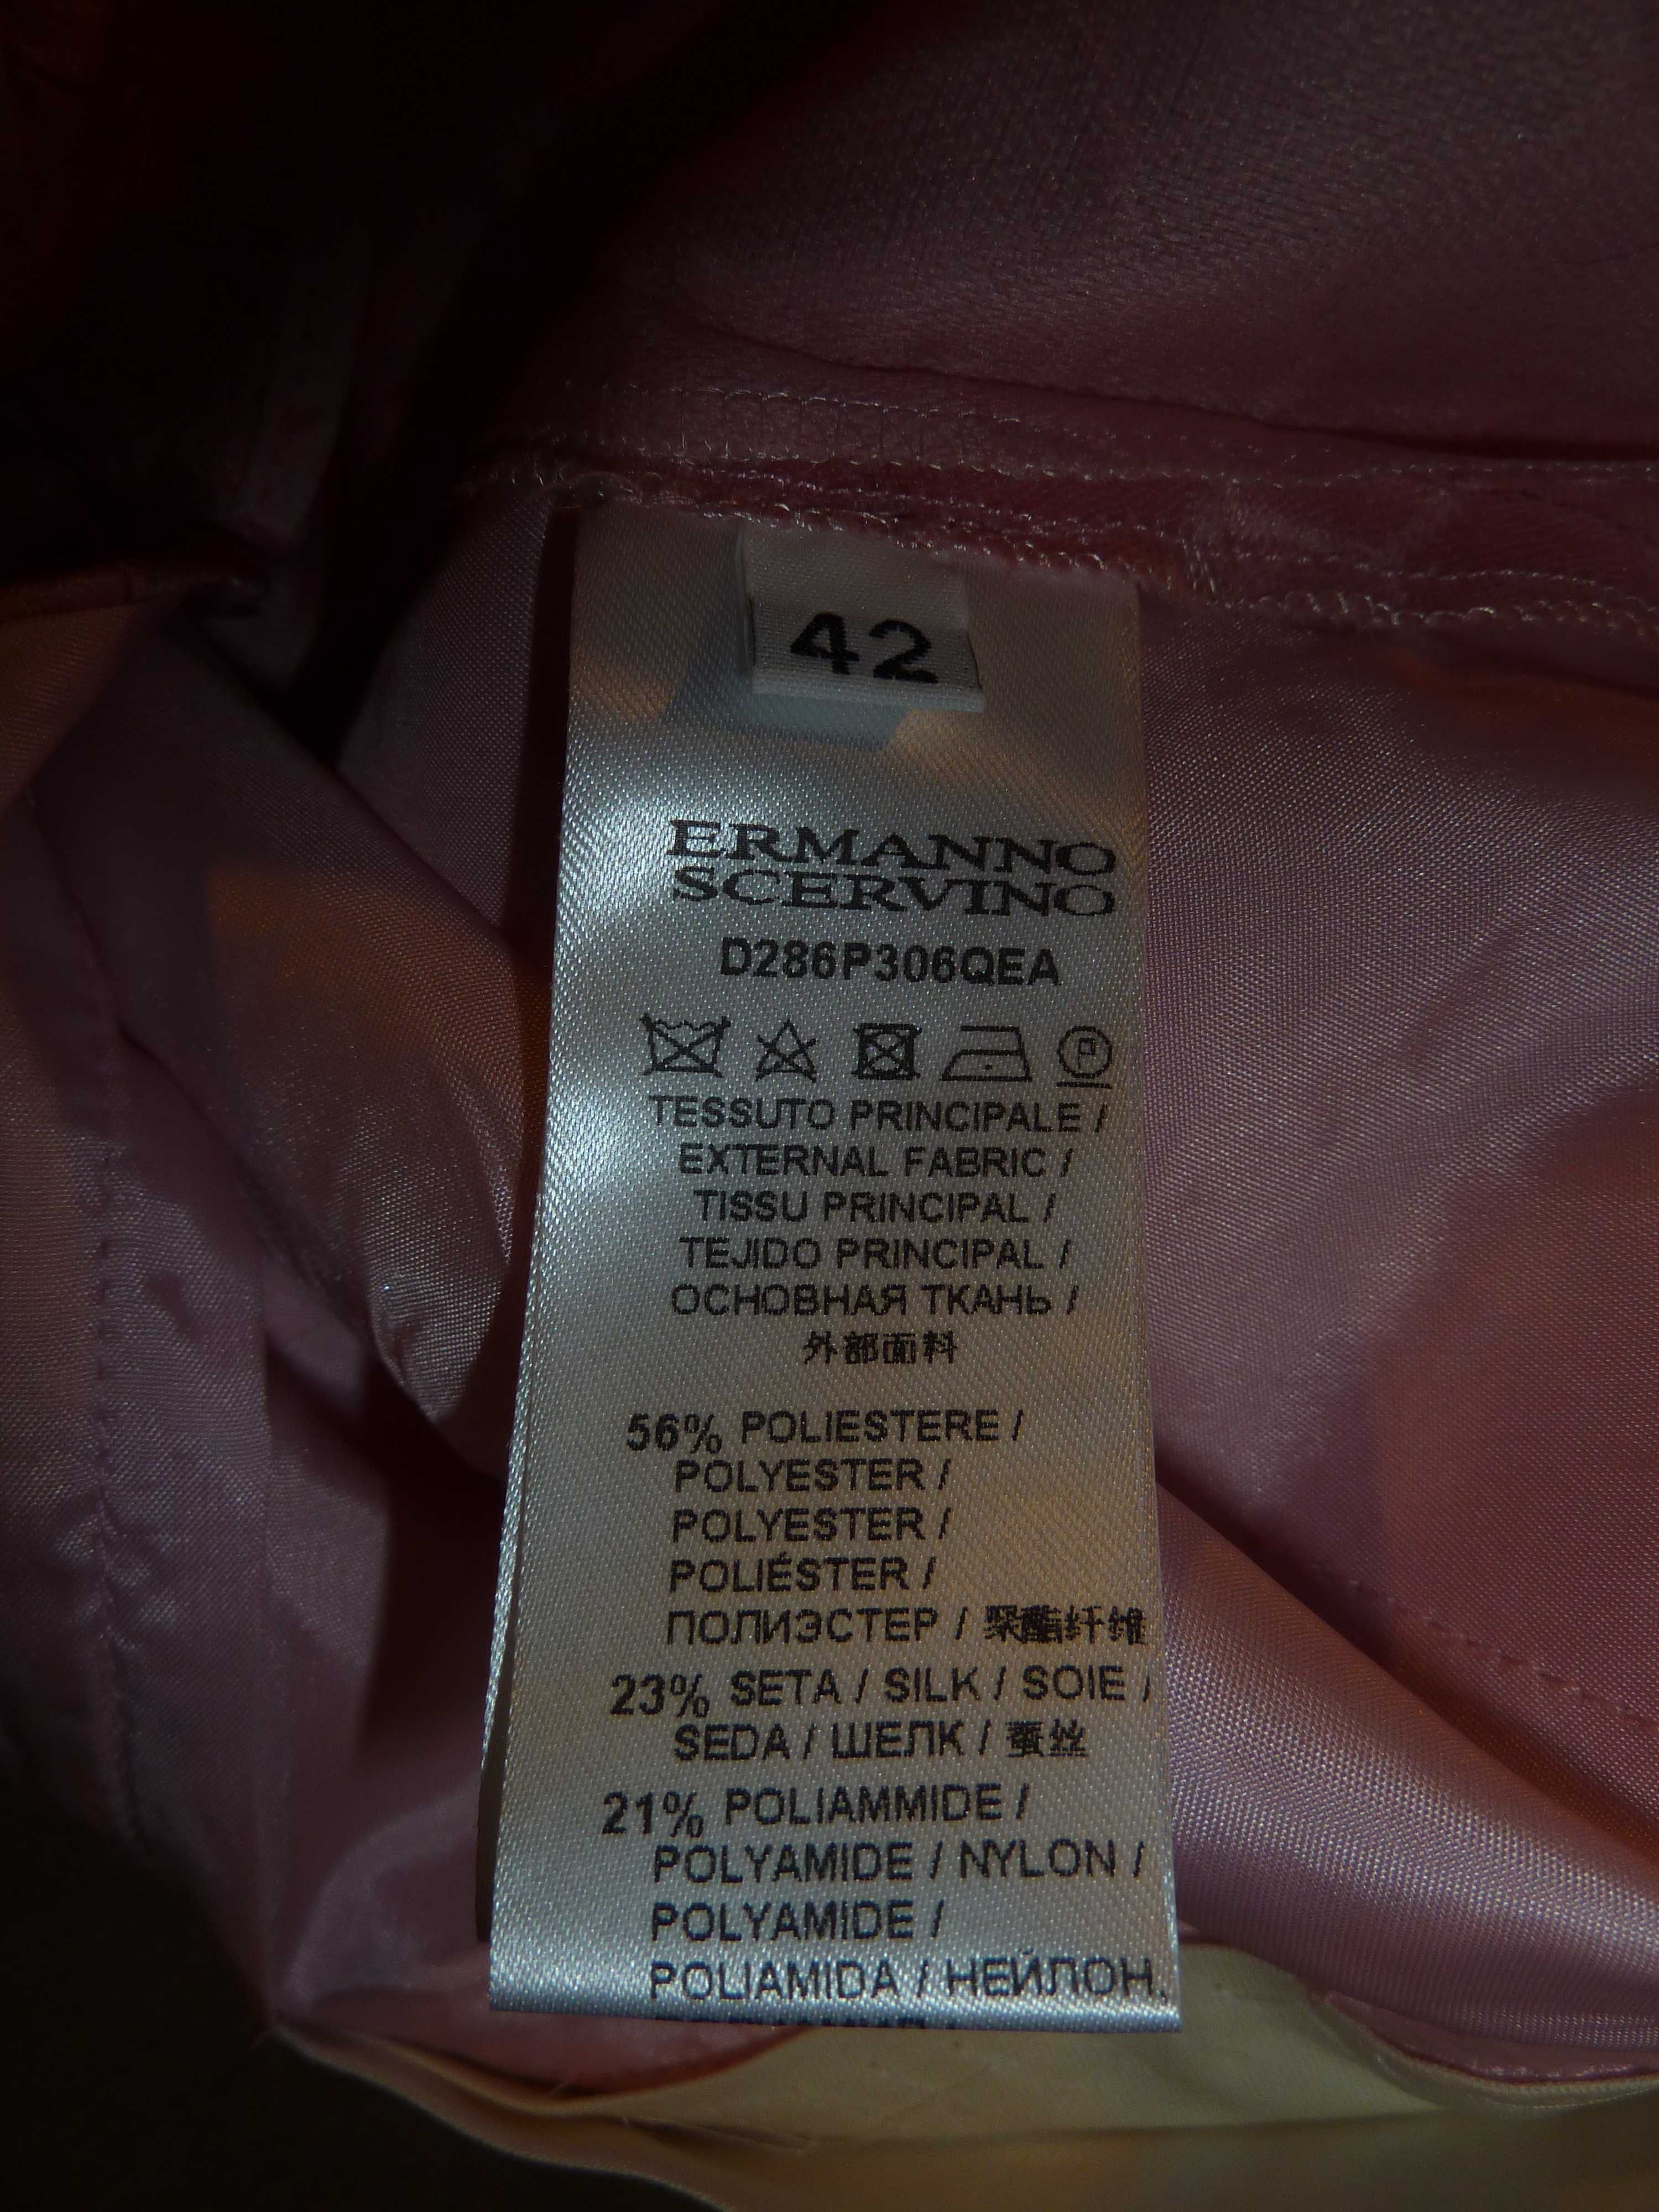 42
ERMANNO
SCERVINO
D286P306QEA
P
TESSUTO PRINCIPALE /
EXTERNAL FABRIC /
TISSU PRINCIPAL /
TEJIDO PRINCIPAL /
ОСНОВНАЯ ТКАНЬ /
外部面料
56% POLIESTERE /
POLYESTER /
POLYESTER /
POLIÉSTER /
ПОЛИЭСТЕР / 聚酯纤维
23% SETA / SILK / SOIE /
SEDA / ШЕЛК / 蚕丝
21% POLIAMMIDE /
POLYAMIDE / NYLON /
POLYAMIDE /
POLIAMIDA / НЕЙЛОН